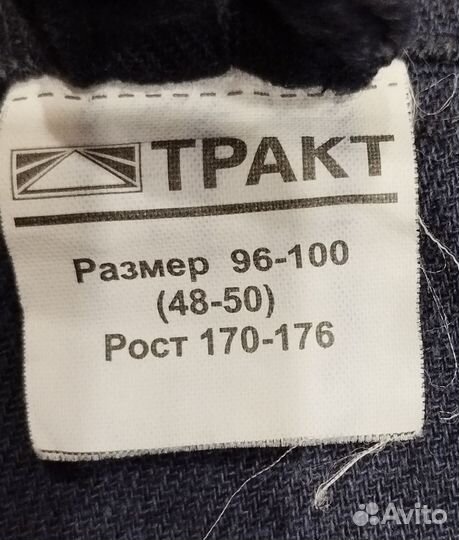 ТРАКТ
Размер 96-100
(48-50)
Рост 170-176
Avito